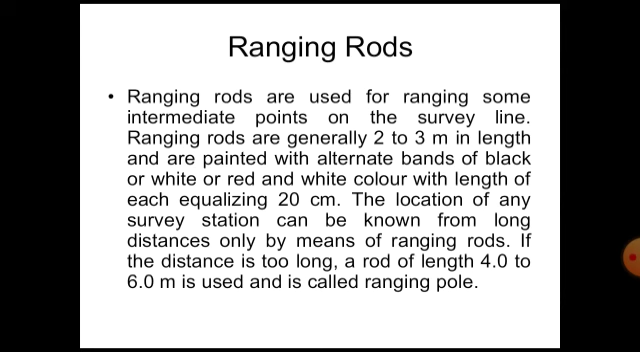 Ranging Rods
• Ranging rods are used for ranging some
intermediate points on the survey line.
Ranging rods are generally 2 to 3 m in length
and are painted with alternate bands of black
or white or red and white colour with length of
each equalizing 20 cm. The location of any
survey station can be known from long
distances only by means of ranging rods. If
the distance is too long, a rod of length 4.0 to
6.0 m is used and is called ranging pole.